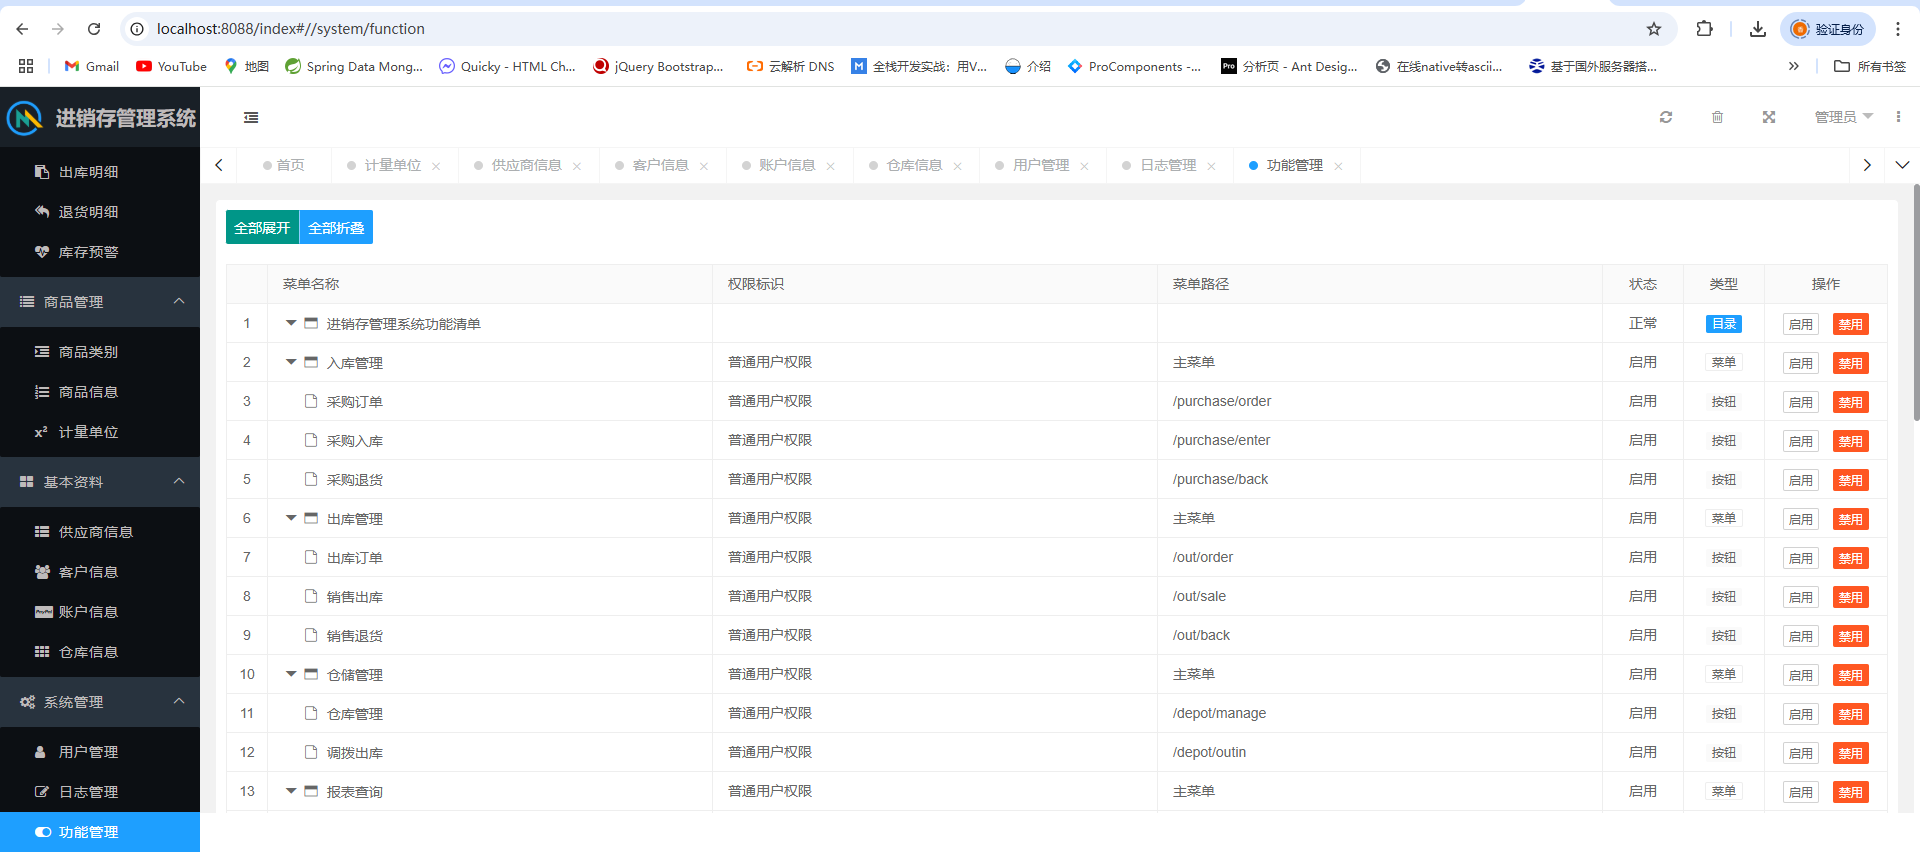 localhost:8088/index#//system/function
验证身份
Gmail
YouTube
地图
Spring Data Mong...
Quicky - HTML Ch...
jQuery Bootstrap...
云解析 DNS
全栈开发实战：用V...
介绍
ProComponents -...
Pro
分析页 - Ant Desig...
在线native转ascii...
基于国外服务器搭...
所有书签
进销存管理系统
管理员
出库明细
退货明细
库存预警
商品管理
商品类别
商品信息
计量单位
基本资料
供应商信息
客户信息
账户信息
仓库信息
系统管理
用户管理
日志管理
功能管理
首页 计量单位 供应商信息 客户信息 账户信息 仓库信息 用户管理 日志管理 功能管理
全部展开 全部折叠
菜单名称 权限标识 菜单路径 状态 类型 操作
1 进销存管理系统功能清单 正常 目录 启用 禁用
2 入库管理 普通用户权限 主菜单 启用 菜单 启用 禁用
3 采购订单 普通用户权限 /purchase/order 启用 按钮 启用 禁用
4 采购入库 普通用户权限 /purchase/enter 启用 按钮 启用 禁用
5 采购退货 普通用户权限 /purchase/back 启用 按钮 启用 禁用
6 出库管理 普通用户权限 主菜单 启用 菜单 启用 禁用
7 出库订单 普通用户权限 /out/order 启用 按钮 启用 禁用
8 销售出库 普通用户权限 /out/sale 启用 按钮 启用 禁用
9 销售退货 普通用户权限 /out/back 启用 按钮 启用 禁用
10 仓储管理 普通用户权限 主菜单 启用 菜单 启用 禁用
11 仓库管理 普通用户权限 /depot/manage 启用 按钮 启用 禁用
12 调拨出库 普通用户权限 /depot/outin 启用 按钮 启用 禁用
13 报表查询 普通用户权限 主菜单 启用 菜单 启用 禁用